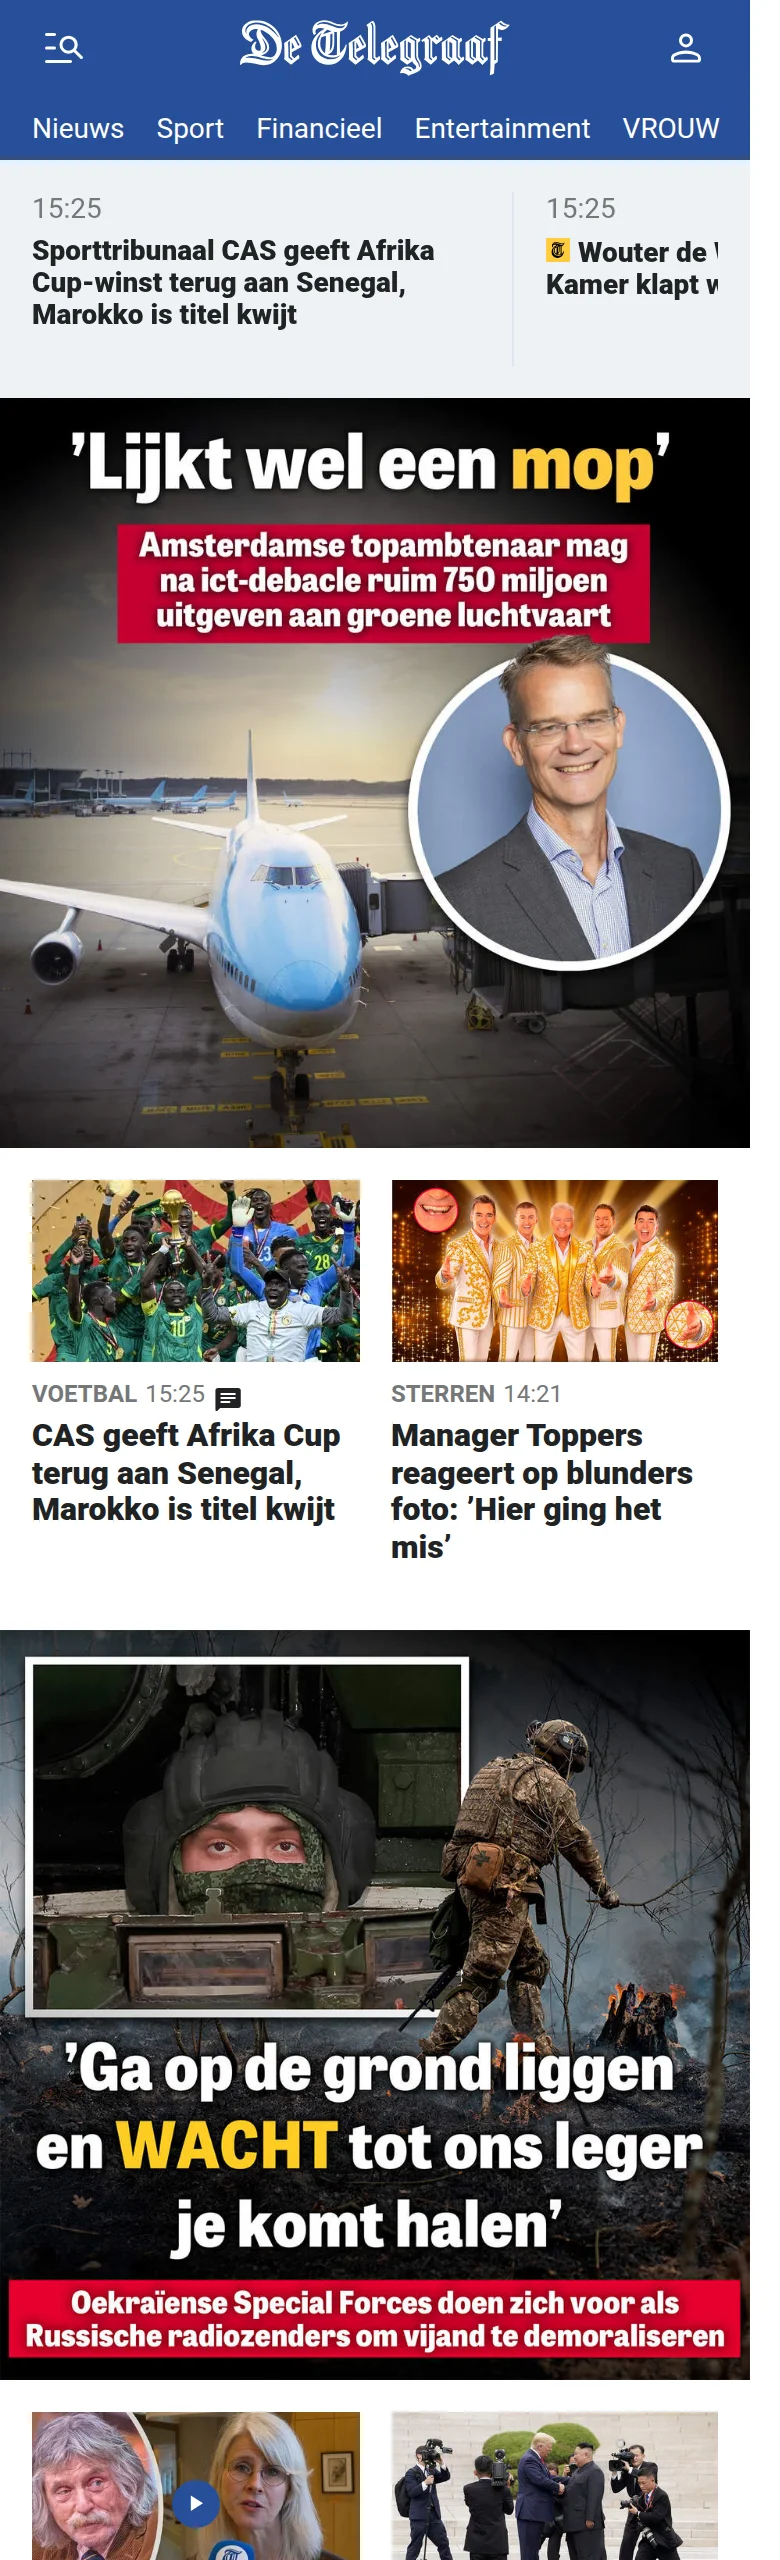 De Telegraaf
Nieuws Sport Financieel Entertainment VROUW
15:25
Sporttribunaal CAS geeft Afrika
Cup-winst terug aan Senegal,
Marokko is titel kwijt
15:25
Wouter de
Kamer klapt
’Lijkt wel een mop’
Amsterdamse topambtenaar mag
na ict-debacle ruim 750 miljoen
uitgeven aan groene luchtvaart
23
28
10
VOETBAL 15:25
CAS geeft Afrika Cup
terug aan Senegal,
Marokko is titel kwijt
STERREN 14:21
Manager Toppers
reageert op blunders
foto: ’Hier ging het
mis’
’Ga op de grond liggen
en WACHT tot ons leger
je komt halen’
Oekraïense Special Forces doen zich voor als
Russische radiozenders om vijand te demoraliseren